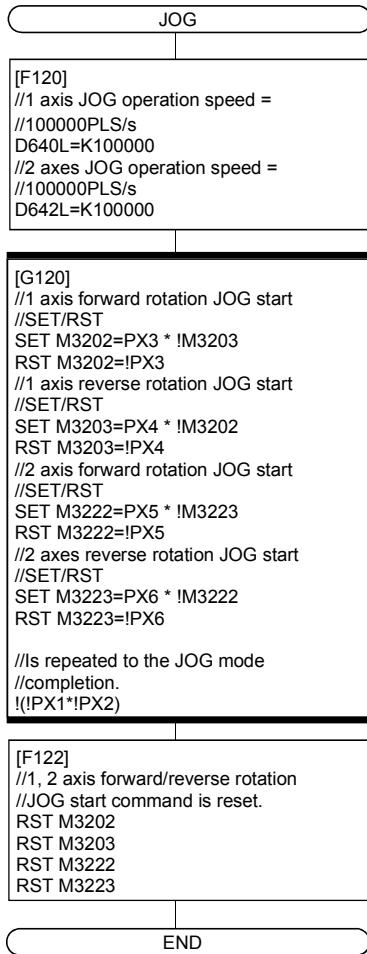 JOG
[F120]
//1 axis JOG operation speed =
//100000PLS/s
D640L=K100000
//2 axes JOG operation speed =
//100000PLS/s
D642L=K100000
[G120]
//1 axis forward rotation JOG start
//SET/RST
SET M3202=PX3 * !M3203
RST M3202=!PX3
//1 axis reverse rotation JOG start
//SET/RST
SET M3203=PX4 * !M3202
RST M3203=!PX4
//2 axis forward rotation JOG start
//SET/RST
SET M3222=PX5 * !M3223
RST M3222=!PX5
//2 axes reverse rotation JOG start
//SET/RST
SET M3223=PX6 * !M3222
RST M3223=!PX6
//Is repeated to the JOG mode
//completion.
!(!PX1*!PX2)
[F122]
//1, 2 axis forward/reverse rotation
//JOG start command is reset.
RST M3202
RST M3203
RST M3222
RST M3223
END